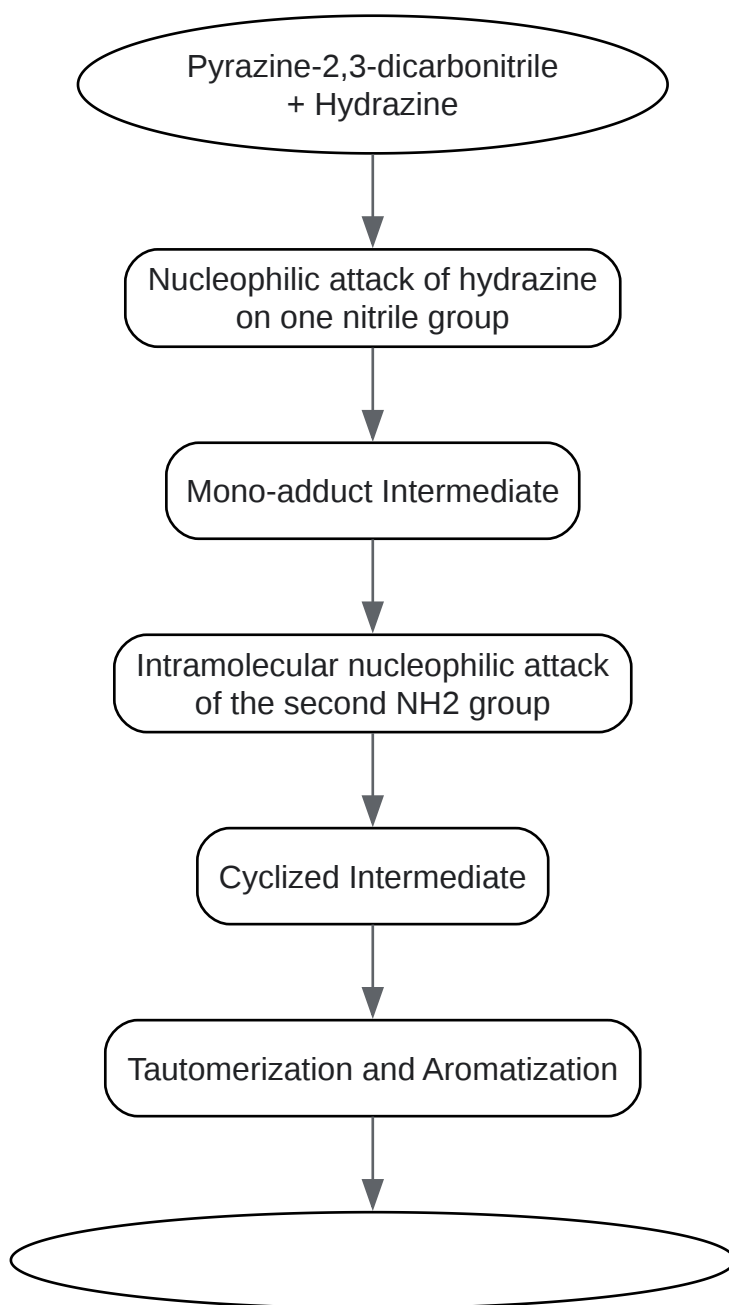 Pyrazine-2,3-dicarbonitrile
+ Hydrazine
Nucleophilic attack of hydrazine
on one nitrile group
Mono-adduct Intermediate
Intramolecular nucleophilic attack
of the second NH2 group
Cyclized Intermediate
Tautomerization and Aromatization